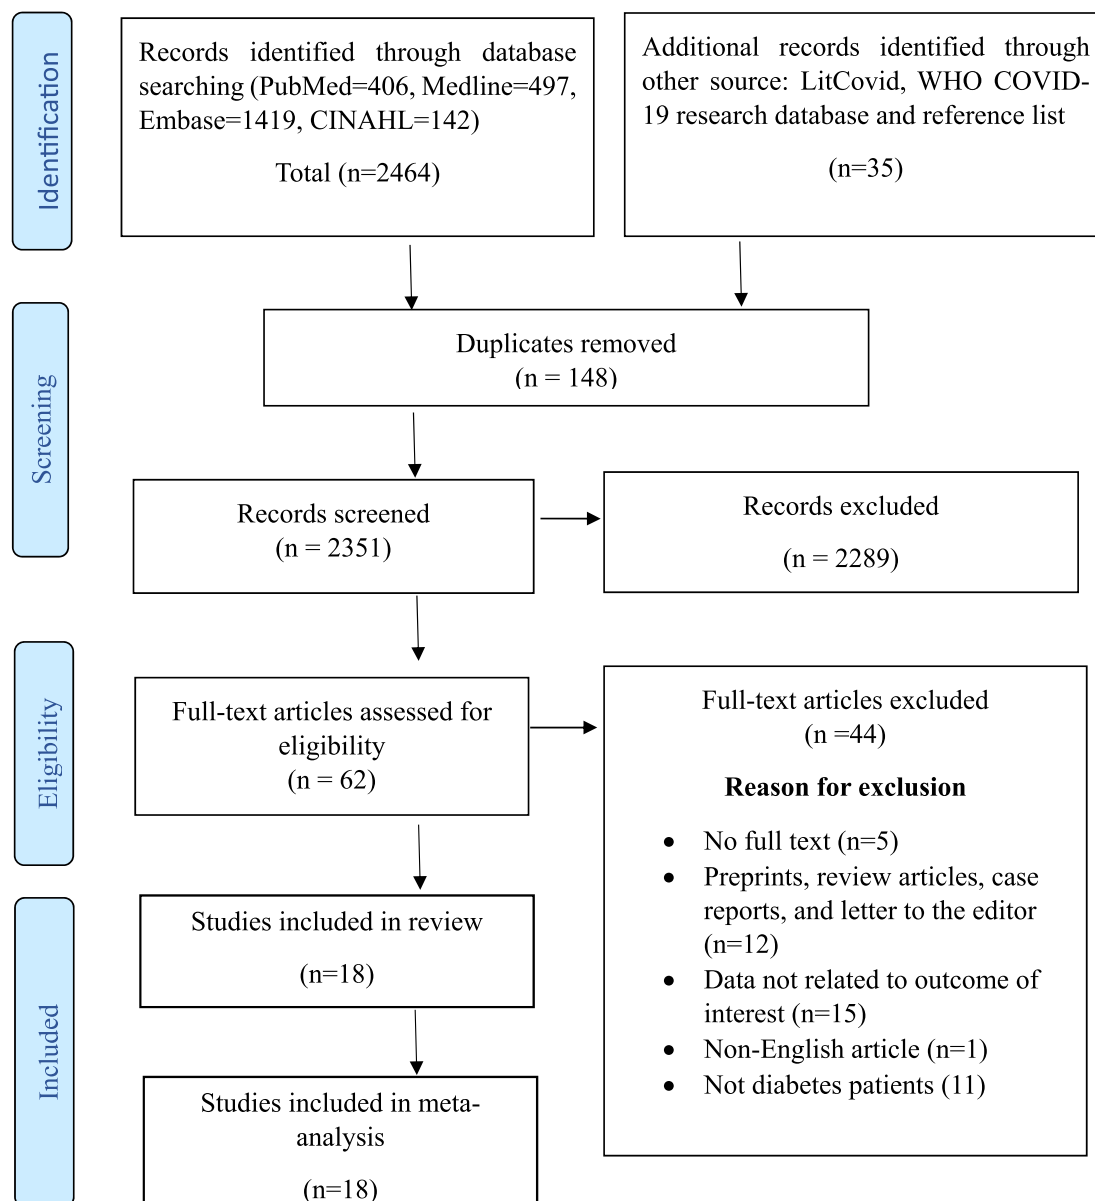 Identification
Records identified through database
searching (PubMed=406, Medline=497,
Embase=1419, CINAHL=142)
Total (n=2464)
Additional records identified through
other source: LitCovid, WHO COVID-
19 research database and reference list
(n=35)
Screening
Duplicates removed
(n = 148)
Records screened
(n = 2351)
Records excluded
(n = 2289)
Eligibility
Full-text articles assessed for
eligibility
(n = 62)
Full-text articles excluded
(n =44)
Reason for exclusion
• No full text (n=5)
• Preprints, review articles, case
reports, and letter to the editor
(n=12)
• Data not related to outcome of
interest (n=15)
• Non-English article (n=1)
• Not diabetes patients (11)
Included
Studies included in review
(n=18)
Studies included in meta-
analysis
(n=18)